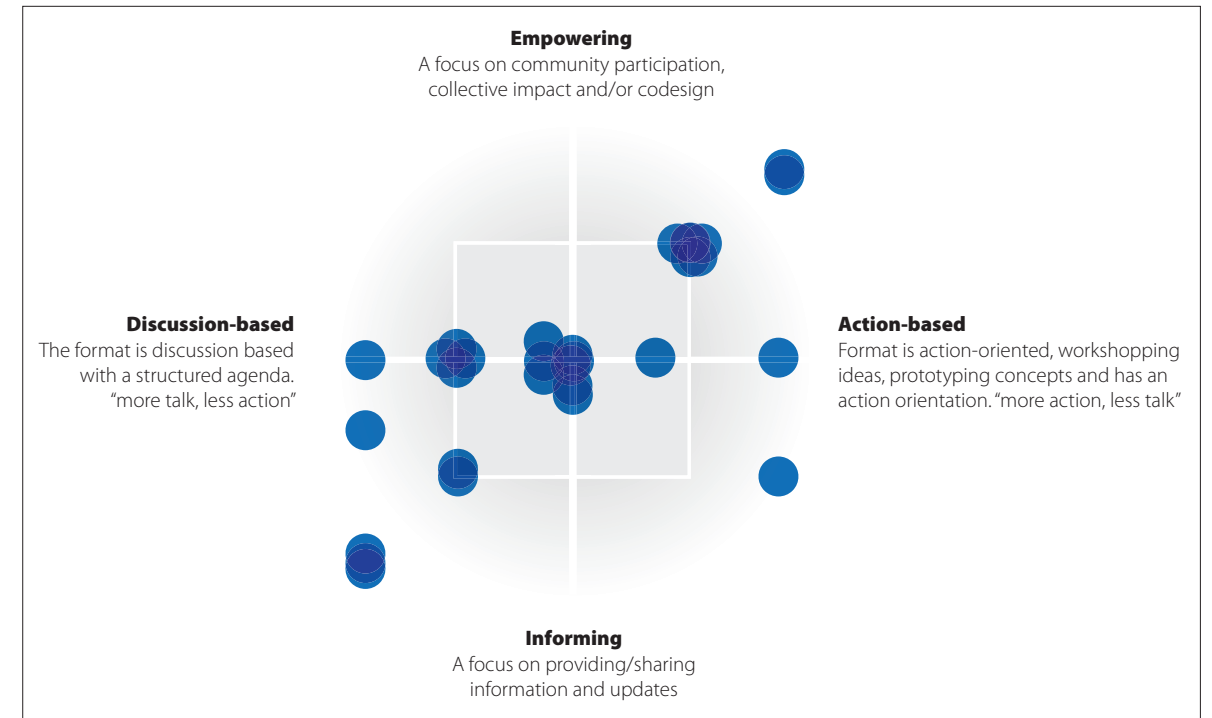 Empowering
A focus on community participation,
collective impact and/or codesign
Discussion-based
The format is discussion based
with a structured agenda.
“more talk, less action”
Action-based
Format is action-oriented, workshopping
ideas, prototyping concepts and has an
action orientation. “more action, less talk”
Informing
A focus on providing/sharing
information and updates